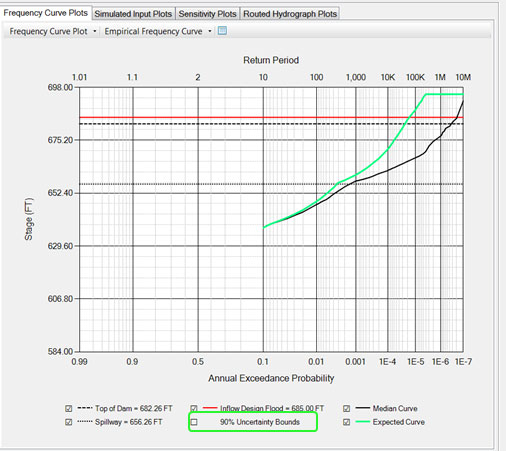 Frequency Curve Plots Simulated Input Plots Sensitivity Plots Routed Hydrograph Plots
Frequency Curve Plot Empirical Frequency Curve
Return Period
1.01 1.1 2 10 100 1,000 10K 100K 1M 10M
698.00
675.20
652.40
629.60
606.80
584.00
Stage (FT)
0.99 0.9 0.5 0.1 0.01 0.001 1E-4 1E-5 1E-6 1E-7
Annual Exceedance Probability
Top of Dam = 682.26 FT Inflow Design Flood = 685.00 FT Median Curve
Spillway = 656.26 FT 90% Uncertainty Bounds Expected Curve